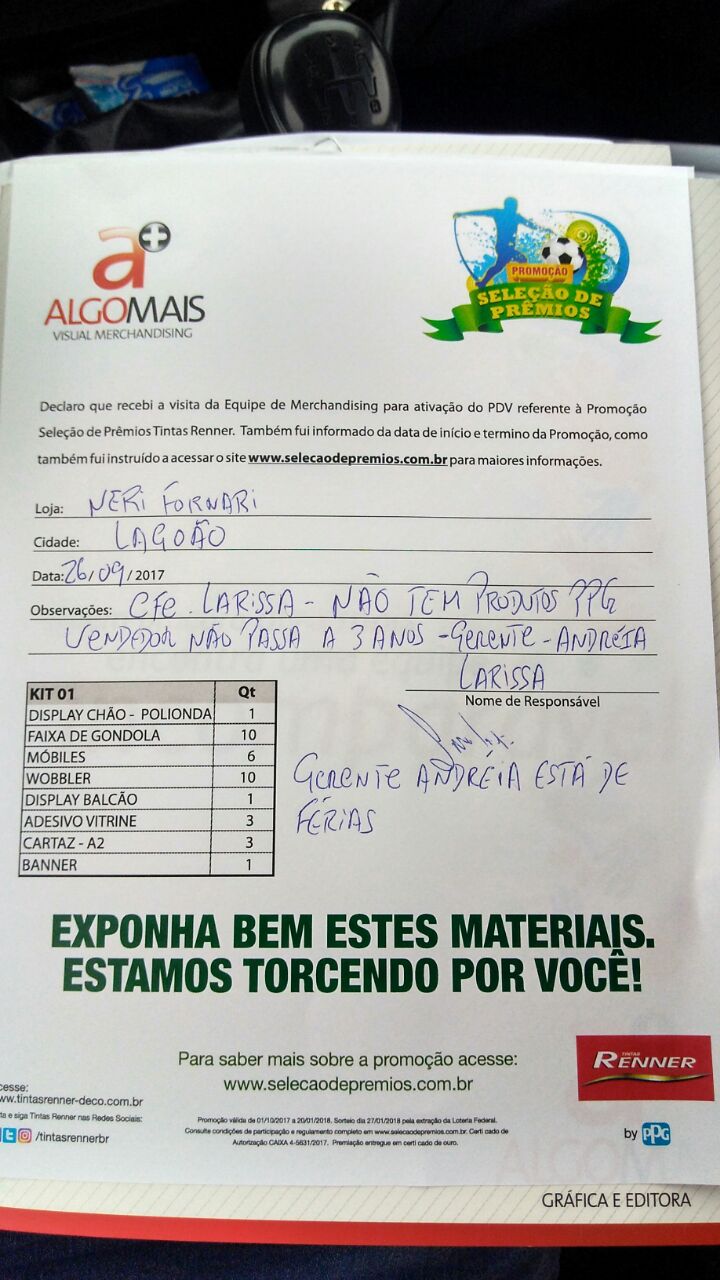 a+
ALGOMAIS
VISUAL MERCHANDISING
PROMOÇÃO
SELEÇÃO DE
PRÊMIOS
Declaro que recebi a visita da Equipe de Merchandising para ativação do PDV referente à Promoção
Seleção de Prêmios Tintas Renner. Também fui informado da data de início e termino da Promoção, como
também fui instruído a acessar o site www.selecaodepremios.com.br para maiores informações.
Loja: NERI FORNARI
Cidade: LAGOÃO
Data: 26/09/2017
Observações: CFE. LARISSA - NÃO TEM PRODUTOS PPG
VENDEDOR NÃO PASSA A 3 ANOS - GERENTE - ANDRÉIA
LARISSA
Nome de Responsável
KIT 01 Qt
DISPLAY CHÃO - POLIONDA 1
FAIXA DE GONDOLA 10
MÓBILES 6
WOBBLER 10
DISPLAY BALCÃO 1
ADESIVO VITRINE 3
CARTAZ - A2 3
BANNER 1
GERENTE ANDRÉIA ESTÁ DE
FÉRIAS
EXPONHA BEM ESTES MATERIAIS.
ESTAMOS TORCENDO POR VOCÊ!
Para saber mais sobre a promoção acesse:
www.selecaodepremios.com.br
TINTAS
RENNER
by PPG
cesse:
ww.tintasrenner-deco.com.br
ta e siga Tintas Renner nas Redes Sociais:
/tintasrennerbr
Promoção válida de 01/10/2017 a 20/01/2018. Sorteio dia 27/01/2018 pela extração da Loteria Federal.
Consulte condições de participação e regulamento completo em www.selecaodepremios.com.br. Certi cado de
Autorização CAIXA 4-5631/2017. Premiação entregue em certi cado de ouro.
GRÁFICA E EDITORA